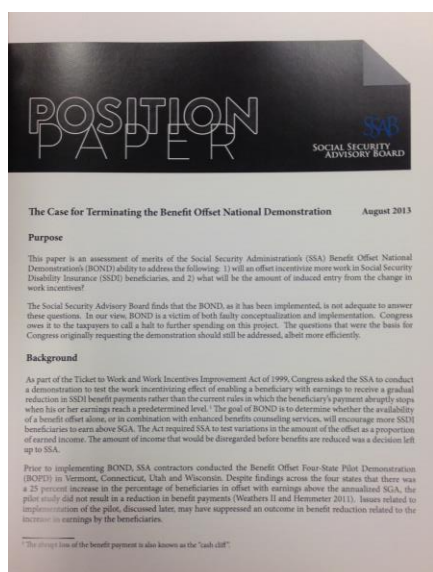 POSITION
PAPER
SSAB
SOCIAL SECURITY
ADVISORY BOARD
The Case for Terminating the Benefit Offset National Demonstration August 2013
Purpose
This paper is an assessment of merits of the Social Security Administration's (SSA) Benefit Offset National
Demonstration's (BOND) ability to address the following: 1) will an offset incentivize more work in Social Security
Disability Insurance (SSDI) beneficiaries, and 2) what will be the amount of induced entry from the change in
work incentives?
The Social Security Advisory Board finds that the BOND, as it has been implemented, is not adequate to answer
these questions. In our view, BOND is a victim of both faulty conceptualization and implementation. Congress
owes it to the taxpayers to call a halt to further spending on this project. The questions that were the basis for
Congress originally requesting the demonstration should still be addressed, albeit more efficiently.
Background
As part of the Ticket to Work and Work Incentives Improvement Act of 1999, Congress asked the SSA to conduct
a demonstration to test the work incentivizing effect of enabling a beneficiary with earnings to receive a gradual
reduction in SSDI benefit payments rather than the current rules in which the beneficiary's payment abruptly stops
when his or her earnings reach a predetermined level.¹ The goal of BOND is to determine whether the availability
of a benefit offset alone, or in combination with enhanced benefits counseling services, will encourage more SSDI
beneficiaries to earn above SGA. The Act required SSA to test variations in the amount of the offset as a proportion
of earned income. The amount of income that would be disregarded before benefits are reduced was a decision left
up to SSA.
Prior to implementing BOND, SSA contractors conducted the Benefit Offset Four-State Pilot Demonstration
(BOPD) in Vermont, Connecticut, Utah and Wisconsin. Despite findings across the four states that there was
a 25 percent increase in the percentage of beneficiaries in offset with earnings above the annualized SGA, the
pilot study did not result in a reduction in benefit payments (Weathers II and Hemmeter 2011). Issues related to
implementation of the pilot, discussed later, may have suppressed an outcome in benefit reduction related to the
increase in earnings by the beneficiaries.
¹ The abrupt loss of the benefit payment is also known as the "cash cliff".